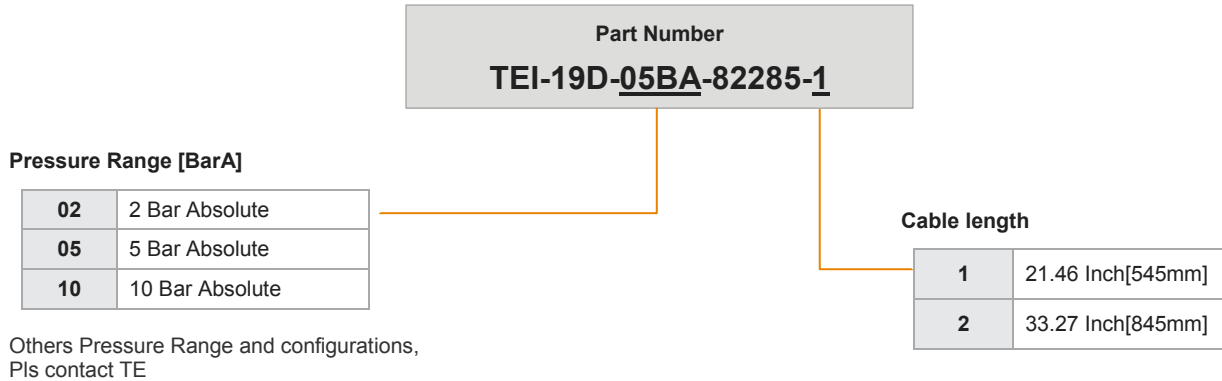 Part Number
TEI-19D-05BA-82285-1
Pressure Range [BarA]
02 2 Bar Absolute
05 5 Bar Absolute
10 10 Bar Absolute
Others Pressure Range and configurations,
Pls contact TE
Cable length
1 21.46 Inch[545mm]
2 33.27 Inch[845mm]